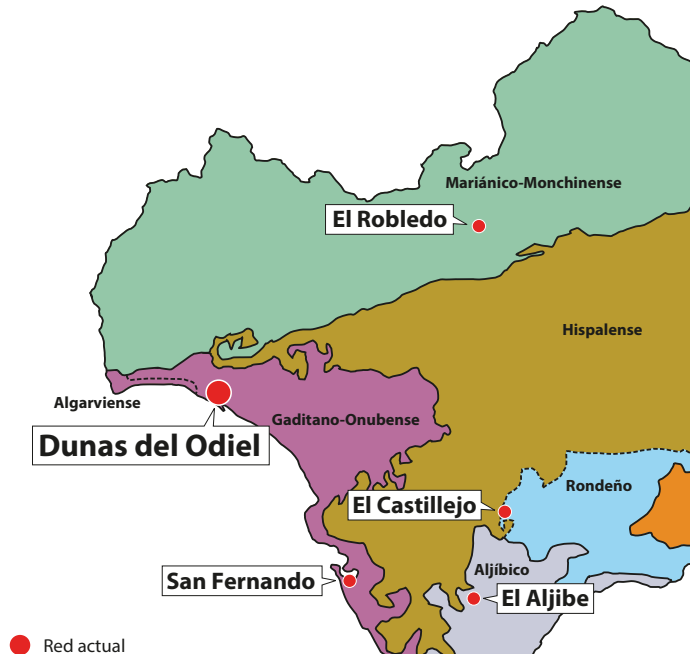 Mariánico-Monchinense
El Robledo
Hispalense
Algarviense
Gaditano-Onubense
Dunas del Odiel
Rondeño
El Castillejo
Aljíbico
San Fernando
El Aljibe
Red actual